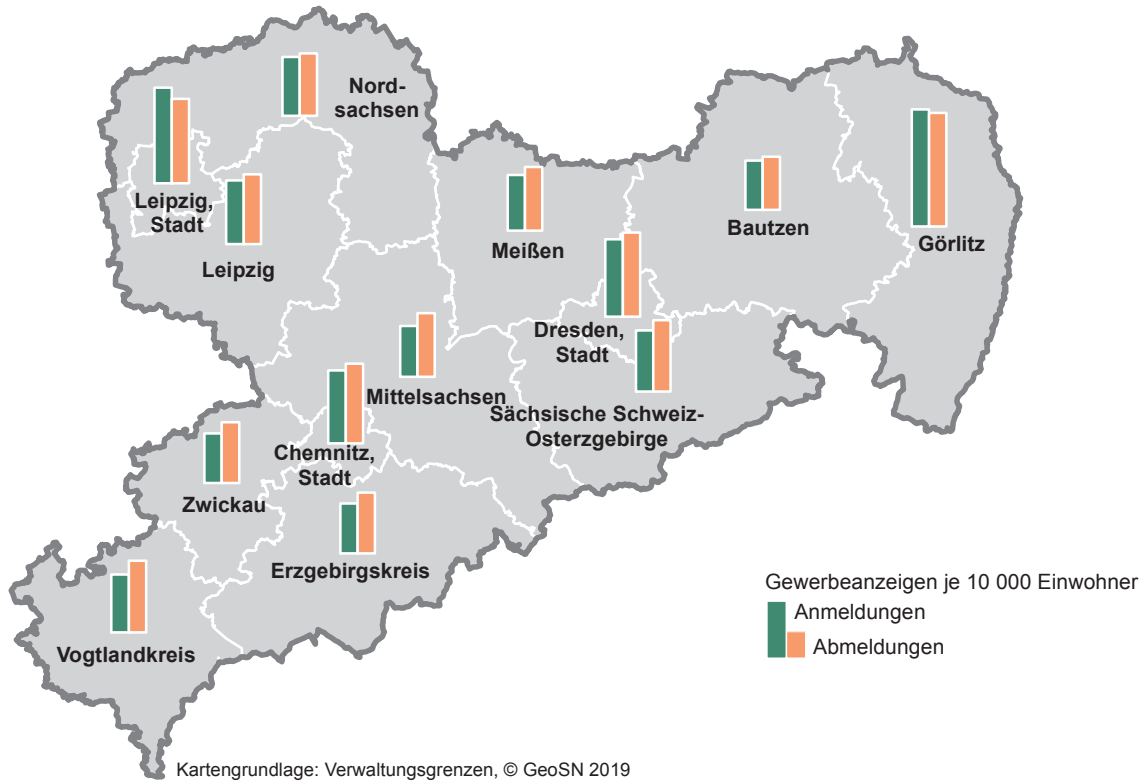 Nord-
sachsen
Leipzig,
Stadt
Leipzig
Meißen
Bautzen
Görlitz
Dresden,
Stadt
Mittelsachsen
Sächsische Schweiz-
Osterzgebirge
Chemnitz,
Stadt
Zwickau
Erzgebirgskreis
Vogtlandkreis
Gewerbeanzeigen je 10 000 Einwohner
Anmeldungen
Abmeldungen
Kartengrundlage: Verwaltungsgrenzen, © GeoSN 2019